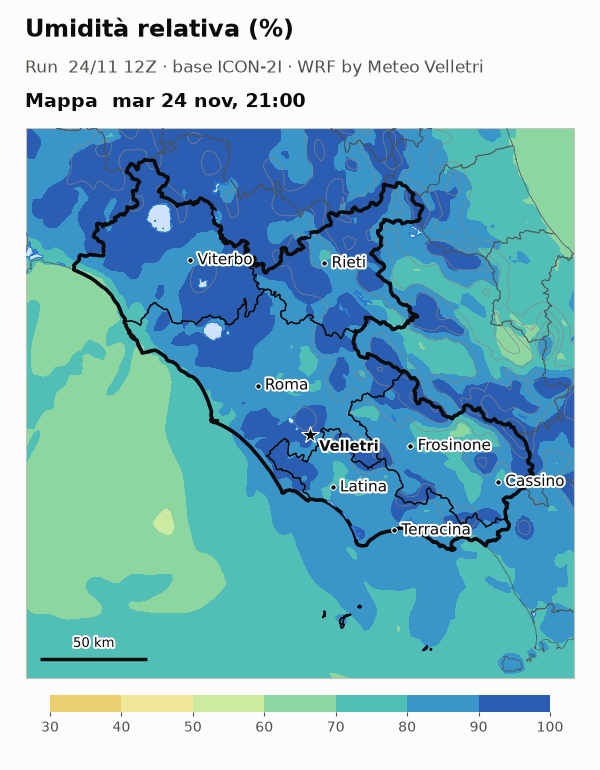 Umidità relativa (%)
Run 24/11 12Z · base ICON-2I · WRF by Meteo Velletri
Mappa mar 24 nov, 21:00
Viterbo
Rieti
Roma
Velletri
Frosinone
Cassino
Latina
Terracina
50 km
30 40 50 60 70 80 90 100